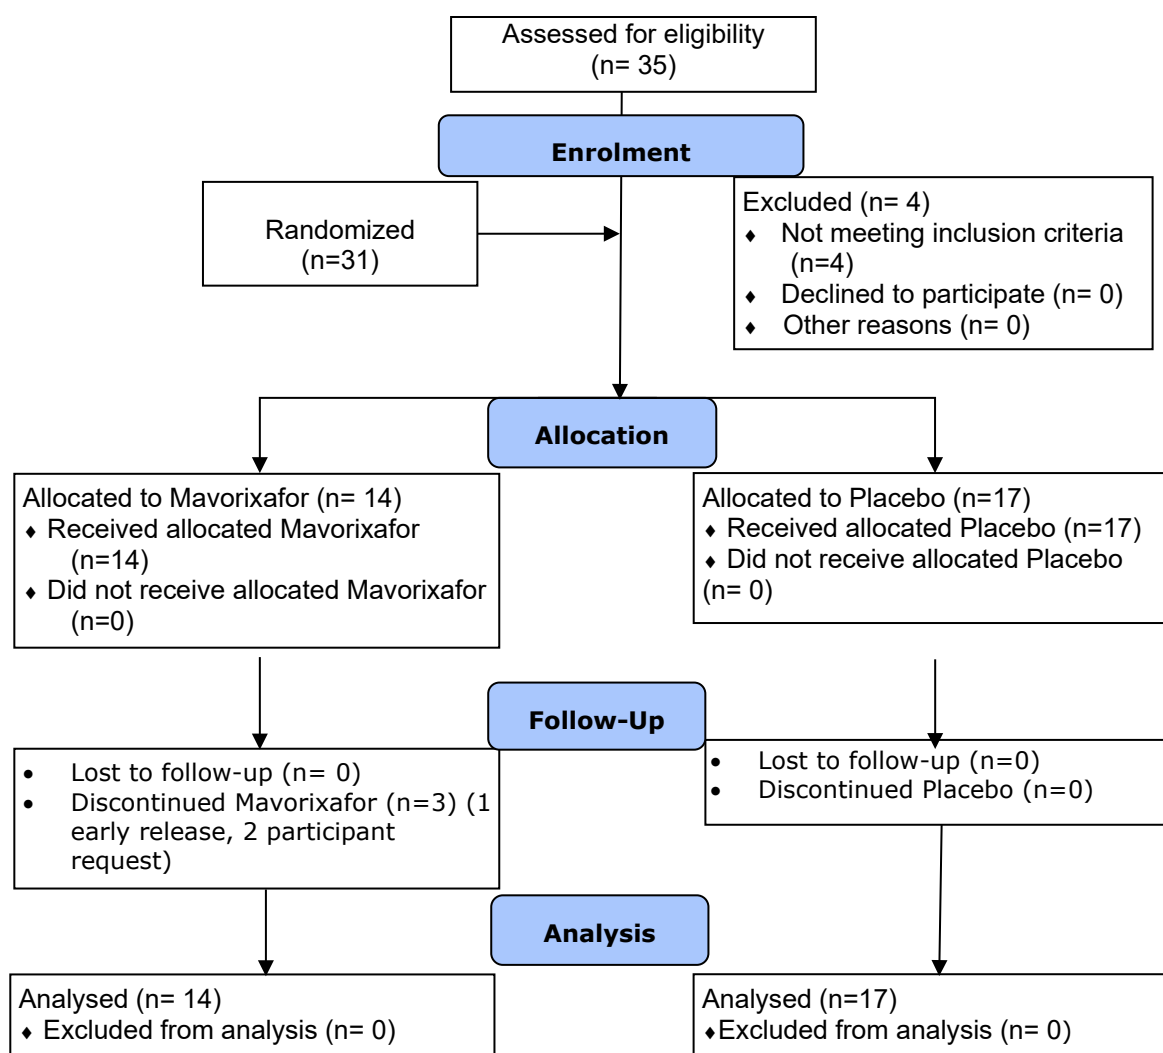 Assessed for eligibility
(n= 35)
Enrolment
Randomized
(n=31)
Excluded (n= 4)
♦ Not meeting inclusion criteria
(n=4)
♦ Declined to participate (n= 0)
♦ Other reasons (n= 0)
Allocation
Allocated to Mavorixafor (n= 14)
♦ Received allocated Mavorixafor
(n=14)
♦ Did not receive allocated Mavorixafor
(n=0)
Allocated to Placebo (n=17)
♦ Received allocated Placebo (n=17)
♦ Did not receive allocated Placebo
(n= 0)
Follow-Up
• Lost to follow-up (n= 0)
• Discontinued Mavorixafor (n=3) (1
early release, 2 participant
request)
• Lost to follow-up (n=0)
• Discontinued Placebo (n=0)
Analysis
Analysed (n= 14)
♦ Excluded from analysis (n= 0)
Analysed (n=17)
♦Excluded from analysis (n= 0)